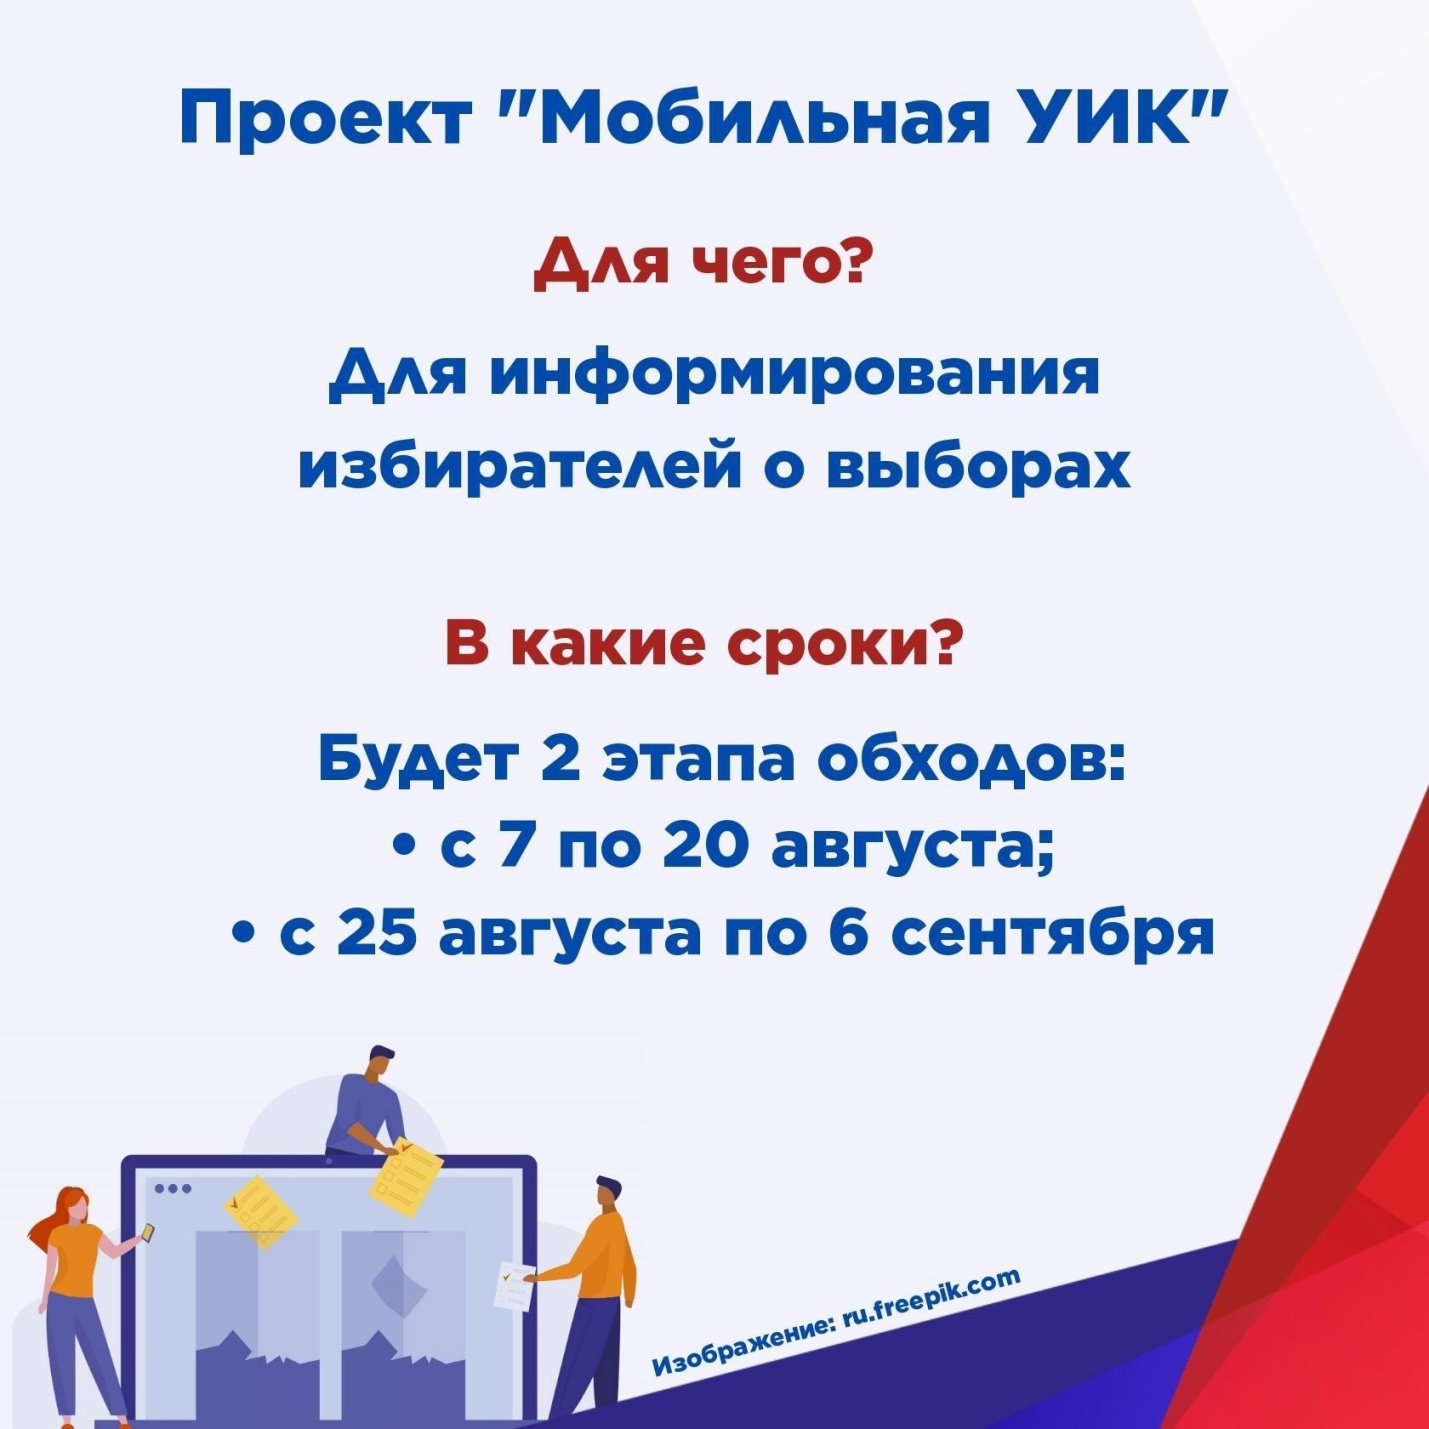 Проект "Мобильная УИК"
Для чего?
Для информирования
избирателей о выборах
В какие сроки?
Будет 2 этапа обходов:
• с 7 по 20 августа;
• с 25 августа по 6 сентября
Изображение: ru.freepik.com